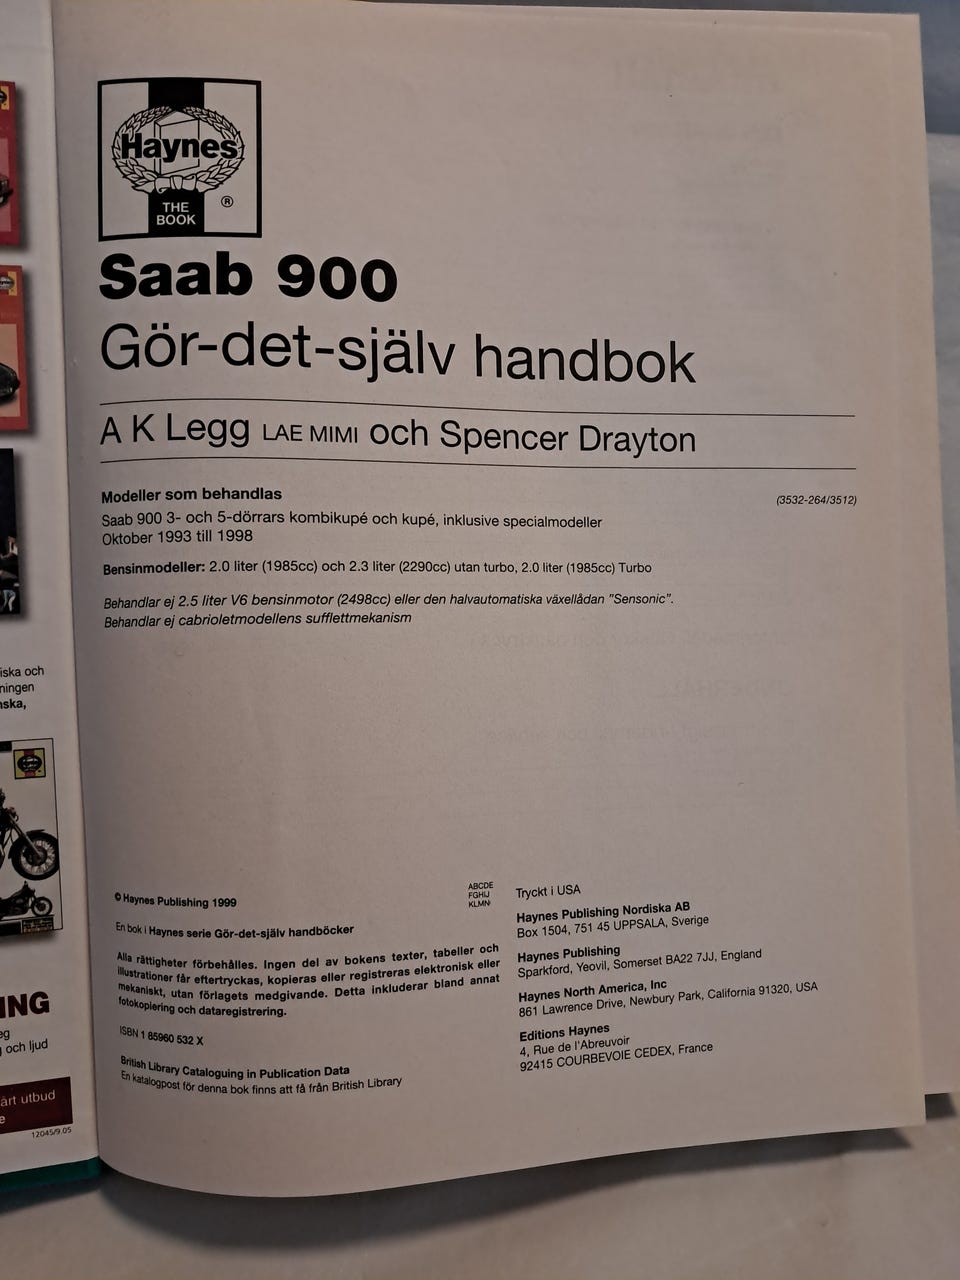 Haynes
THE
BOOK
®
Saab 900
Gör-det-själv handbok
A K Legg LAE MIMI och Spencer Drayton
Modeller som behandlas
(3532-264/3512)
Saab 900 3- och 5-dörrars kombikupé och kupé, inklusive specialmodeller
Oktober 1993 till 1998
Bensinmodeller: 2.0 liter (1985cc) och 2.3 liter (2290cc) utan turbo, 2.0 liter (1985cc) Turbo
Behandlar ej 2.5 liter V6 bensinmotor (2498cc) eller den halvautomatiska växellådan "Sensonic".
Behandlar ej cabrioletmodellens sufflettmekanism
© Haynes Publishing 1999
En bok i Haynes serie Gör-det-själv handböcker
Alla rättigheter förbehålles. Ingen del av bokens texter, tabeller och
illustrationer får eftertryckas, kopieras eller registreras elektronisk eller
mekaniskt, utan förlagets medgivande. Detta inkluderar bland annat
fotokopiering och dataregistrering.
ISBN 1 85960 532 X
British Library Cataloguing in Publication Data
En katalogpost för denna bok finns att få från British Library
ABCDE
FGHIJ
KLMN
Tryckt i USA
Haynes Publishing Nordiska AB
Box 1504, 751 45 UPPSALA, Sverige
Haynes Publishing
Sparkford, Yeovil, Somerset BA22 7JJ, England
Haynes North America, Inc
861 Lawrence Drive, Newbury Park, California 91320, USA
Editions Haynes
4, Rue de l'Abreuvoir
92415 COURBEVOIE CEDEX, France
iska och
ningen
nska,
ING
eg
och ljud
ärt utbud
e
12045/9.05